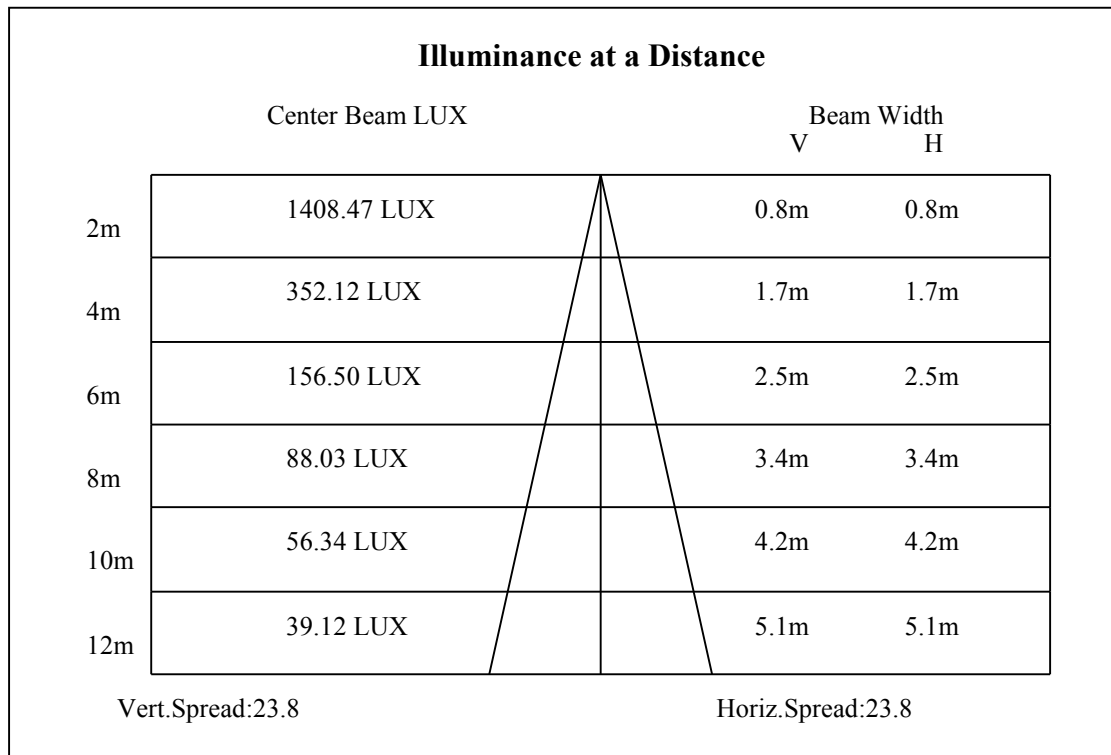 Illuminance at a Distance
Center Beam LUX Beam Width
V H
2m 1408.47 LUX 0.8m 0.8m
4m 352.12 LUX 1.7m 1.7m
6m 156.50 LUX 2.5m 2.5m
8m 88.03 LUX 3.4m 3.4m
10m 56.34 LUX 4.2m 4.2m
12m 39.12 LUX 5.1m 5.1m
Vert.Spread:23.8 Horiz.Spread:23.8